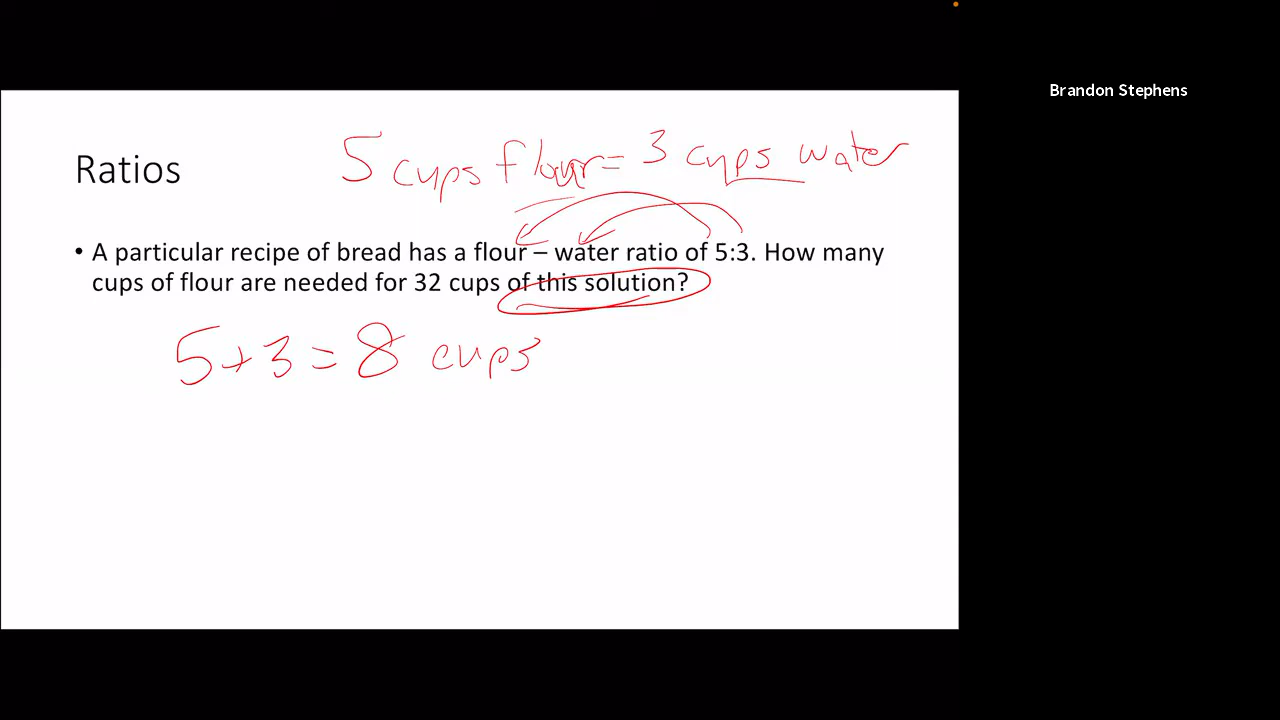 Brandon Stephens
5 cups flour = 3 cups water
Ratios
• A particular recipe of bread has a flour – water ratio of 5:3. How many
cups of flour are needed for 32 cups of this solution?
5+3=8 cups